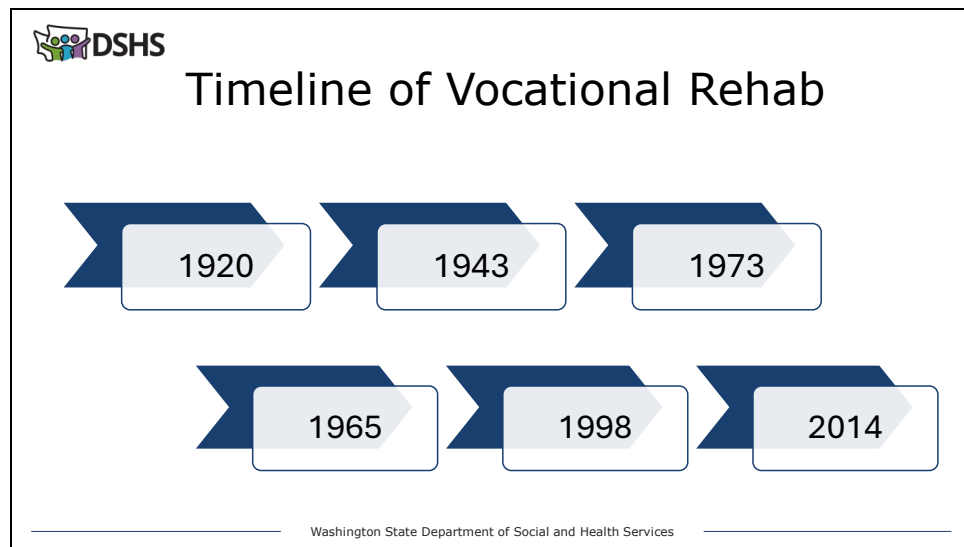 DSHS
Timeline of Vocational Rehab
1920
1943
1973
1965
1998
2014
Washington State Department of Social and Health Services